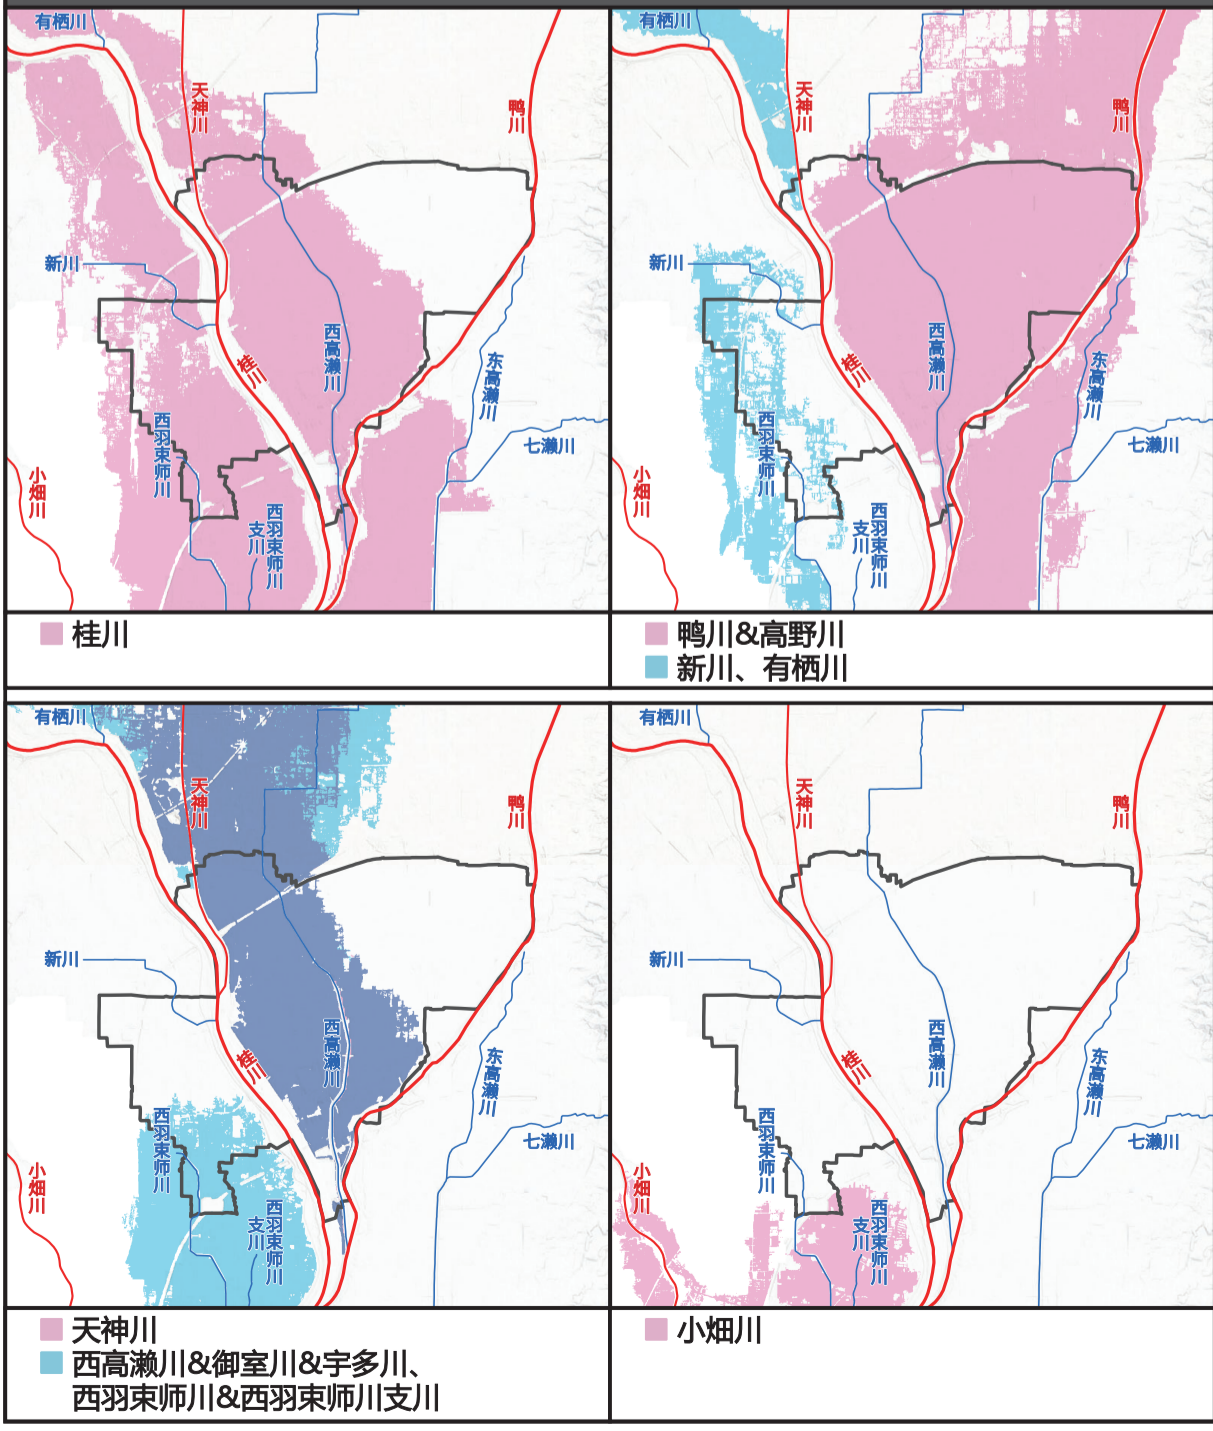 有栖川
天神川
鸭川
新川
西高瀬川
桂川
东高瀬川
七瀬川
西羽束师川
小畑川
西羽束师川
支川
桂川
有栖川
天神川
鸭川
新川
西高瀬川
桂川
东高瀬川
七瀬川
西羽束师川
小畑川
西羽束师川
支川
鸭川&高野川
新川、有栖川
有栖川
天神川
鸭川
新川
西高瀬川
桂川
东高瀬川
七瀬川
西羽束师川
小畑川
西羽束师川
支川
天神川
西高瀬川&御室川&宇多川、
西羽束师川&西羽束师川支川
有栖川
天神川
鸭川
新川
西高瀬川
桂川
东高瀬川
七瀬川
西羽束师川
小畑川
西羽束师川
支川
小畑川